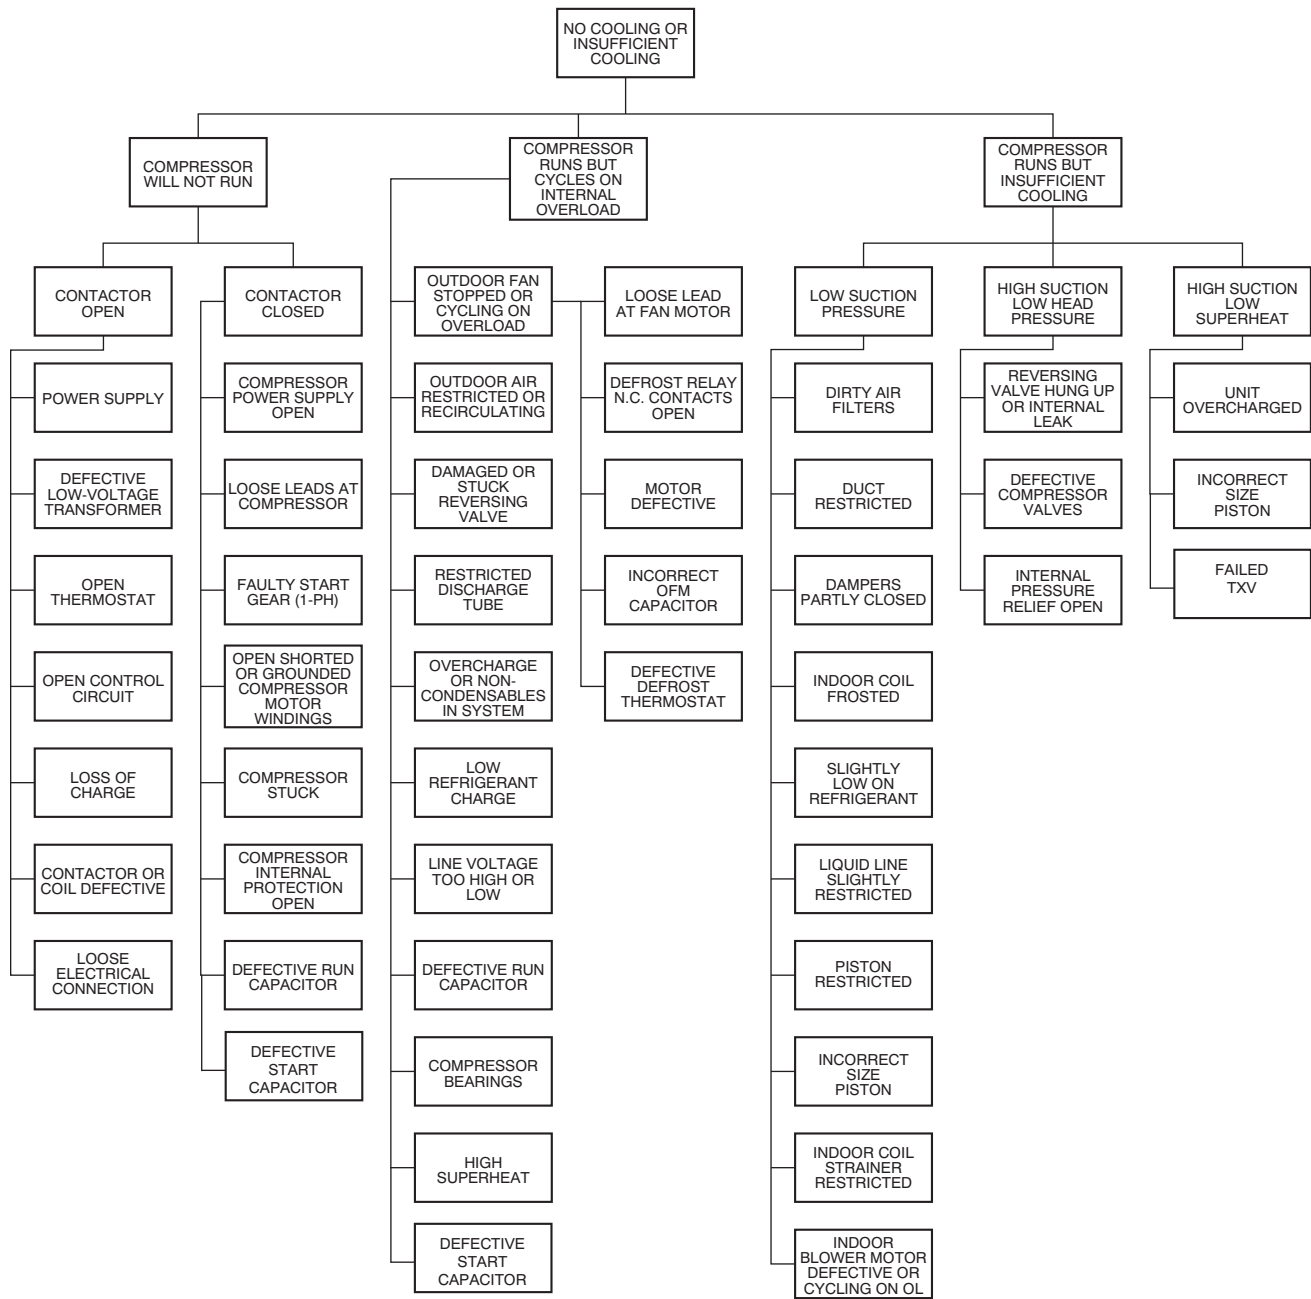 NO COOLING OR
INSUFFICIENT
COOLING
COMPRESSOR
WILL NOT RUN
COMPRESSOR
RUNS BUT
CYCLES ON
INTERNAL
OVERLOAD
COMPRESSOR
RUNS BUT
INSUFFICIENT
COOLING
CONTACTOR
OPEN
POWER SUPPLY
DEFECTIVE
LOW-VOLTAGE
TRANSFORMER
OPEN
THERMOSTAT
OPEN CONTROL
CIRCUIT
LOSS OF
CHARGE
CONTACTOR OR
COIL DEFECTIVE
LOOSE
ELECTRICAL
CONNECTION
CONTACTOR
CLOSED
COMPRESSOR
POWER SUPPLY
OPEN
LOOSE LEADS AT
COMPRESSOR
FAULTY START
GEAR (1-PH)
OPEN SHORTED
OR GROUNDED
COMPRESSOR
MOTOR
WINDINGS
COMPRESSOR
STUCK
COMPRESSOR
INTERNAL
PROTECTION
OPEN
DEFECTIVE RUN
CAPACITOR
DEFECTIVE
START
CAPACITOR
OUTDOOR FAN
STOPPED OR
CYCLING ON
OVERLOAD
OUTDOOR AIR
RESTRICTED OR
RECIRCULATING
DAMAGED OR
STUCK
REVERSING
VALVE
RESTRICTED
DISCHARGE
TUBE
OVERCHARGE
OR NON-
CONDENSABLES
IN SYSTEM
LOW
REFRIGERANT
CHARGE
LINE VOLTAGE
TOO HIGH OR
LOW
DEFECTIVE RUN
CAPACITOR
COMPRESSOR
BEARINGS
HIGH
SUPERHEAT
DEFECTIVE
START
CAPACITOR
LOOSE LEAD
AT FAN MOTOR
DEFROST RELAY
N.C. CONTACTS
OPEN
MOTOR
DEFECTIVE
INCORRECT
OFM
CAPACITOR
DEFECTIVE
DEFROST
THERMOSTAT
LOW SUCTION
PRESSURE
DIRTY AIR
FILTERS
DUCT
RESTRICTED
DAMPERS
PARTLY CLOSED
INDOOR COIL
FROSTED
SLIGHTLY
LOW ON
REFRIGERANT
LIQUID LINE
SLIGHTLY
RESTRICTED
PISTON
RESTRICTED
INCORRECT
SIZE
PISTON
INDOOR COIL
STRAINER
RESTRICTED
INDOOR
BLOWER MOTOR
DEFECTIVE OR
CYCLING ON OL
HIGH SUCTION
LOW HEAD
PRESSURE
REVERSING
VALVE HUNG UP
OR INTERNAL
LEAK
DEFECTIVE
COMPRESSOR
VALVES
INTERNAL
PRESSURE
RELIEF OPEN
HIGH SUCTION
LOW
SUPERHEAT
UNIT
OVERCHARGED
INCORRECT
SIZE
PISTON
FAILED
TXV